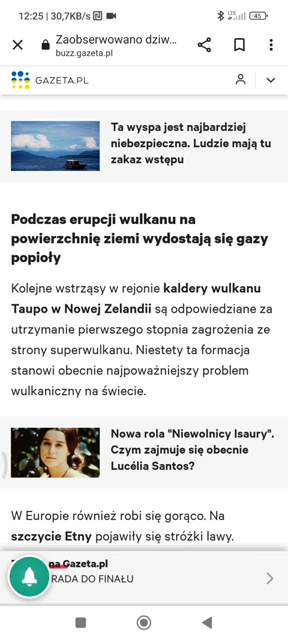 12:25 | 30,7KB/s
LTE
45
Zaobserwowano dziw...
buzz.gazeta.pl
GAZETA.PL
Ta wyspa jest najbardziej
niebezpieczna. Ludzie mają tu
zakaz wstępu
Podczas erupcji wulkanu na
powierzchnię ziemi wydostają się gazy
popioły
Kolejne wstrząsy w rejonie kaldery wulkanu
Taupo w Nowej Zelandii są odpowiedziane za
utrzymanie pierwszego stopnia zagrożenia ze
strony superwulkanu. Niestety ta formacja
stanowi obecnie najpoważniejszy problem
wulkaniczny na świecie.
Nowa rola "Niewolnicy Isaury".
Czym zajmuje się obecnie
Lucélia Santos?
W Europie również robi się gorąco. Na
szczycie Etny pojawiły się stróżki lawy.
na Gazeta.pl
RADA DO FINAŁU